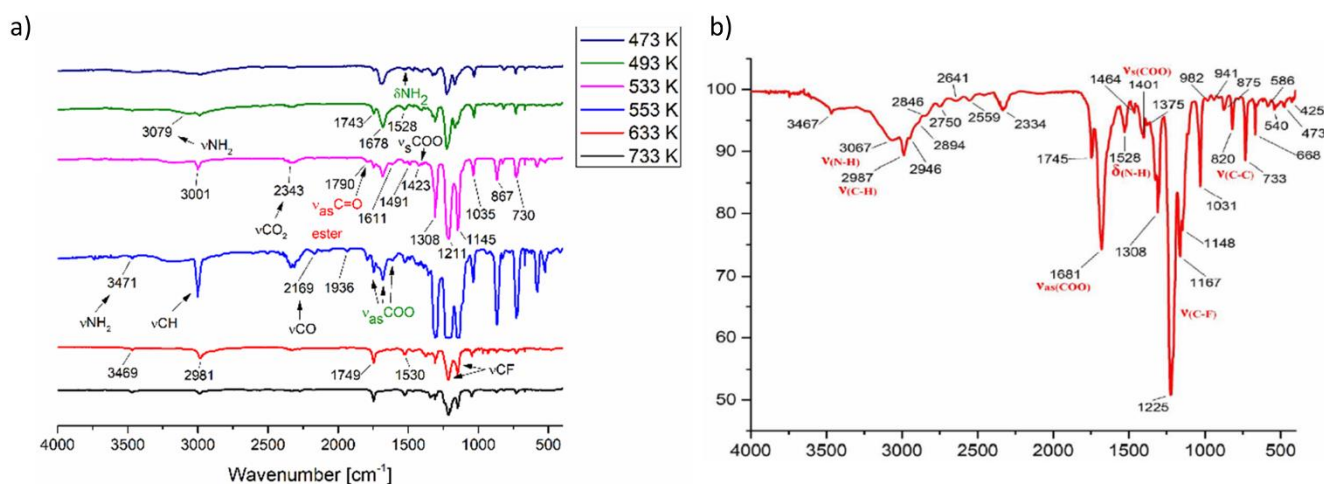 a)
473 K
493 K
533 K
553 K
633 K
733 K
δNH₂
3079
νNH₂
1743
1678
1528
νₛCOO
3001
2343
νCO₂
1790
νₐₛC=O
ester
1611
1491
1423
1308
1211
1145
1035
867
730
3471
νNH₂
νCH
2169
νCO
1936
νₐₛCOO
3469
2981
1749
1530
νCF
4000 3500 3000 2500 2000 1500 1000 500
Wavenumber [cm⁻¹]
b)
100
90
80
70
60
50
3467
3067
ν(N-H)
2987
ν(C-H)
2946
2894
2846
2750
2641
2559
2334
1745
1681
νas(COO)
1528
δ(N-H)
1464
νs(COO)
1401
1375
1308
1225
1167
1148
ν(C-F)
1031
982
941
875
820
ν(C-C)
733
668
586
540
473
425
4000 3500 3000 2500 2000 1500 1000 500